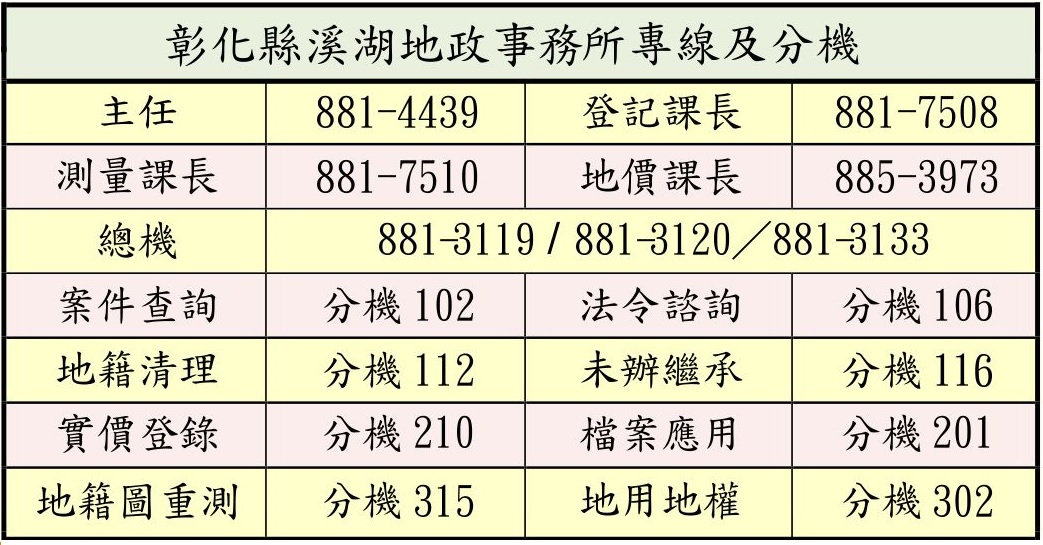 彰化縣溪湖地政事務所專線及分機
主任 881-4439 登記課長 881-7508
測量課長 881-7510 地價課長 885-3973
總機 881-3119 / 881-3120／881-3133
案件查詢 分機 102 法令諮詢 分機 106
地籍清理 分機 112 未辦繼承 分機 116
實價登錄 分機 210 檔案應用 分機 201
地籍圖重測 分機 315 地用地權 分機 302